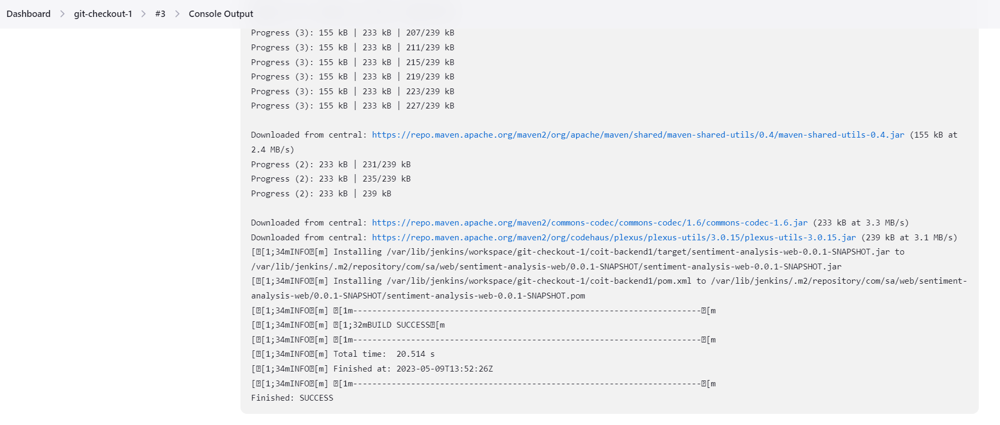 Dashboard > git-checkout-1 > #3 > Console Output
Progress (3): 155 kB | 233 kB | 207/239 kB
Progress (3): 155 kB | 233 kB | 211/239 kB
Progress (3): 155 kB | 233 kB | 215/239 kB
Progress (3): 155 kB | 233 kB | 219/239 kB
Progress (3): 155 kB | 233 kB | 223/239 kB
Progress (3): 155 kB | 233 kB | 227/239 kB
Downloaded from central: https://repo.maven.apache.org/maven2/org/apache/maven/shared/maven-shared-utils/0.4/maven-shared-utils-0.4.jar (155 kB at
2.4 MB/s)
Progress (2): 233 kB | 231/239 kB
Progress (2): 233 kB | 235/239 kB
Progress (2): 233 kB | 239 kB
Downloaded from central: https://repo.maven.apache.org/maven2/commons-codec/commons-codec/1.6/commons-codec-1.6.jar (233 kB at 3.3 MB/s)
Downloaded from central: https://repo.maven.apache.org/maven2/org/codehaus/plexus/plexus-utils/3.0.15/plexus-utils-3.0.15.jar (239 kB at 3.1 MB/s)
[⍰[1;34mINFO⍰[m] Installing /var/lib/jenkins/workspace/git-checkout-1/coit-backend1/target/sentiment-analysis-web-0.0.1-SNAPSHOT.jar to
/var/lib/jenkins/.m2/repository/com/sa/web/sentiment-analysis-web/0.0.1-SNAPSHOT/sentiment-analysis-web-0.0.1-SNAPSHOT.jar
[⍰[1;34mINFO⍰[m] Installing /var/lib/jenkins/workspace/git-checkout-1/coit-backend1/pom.xml to /var/lib/jenkins/.m2/repository/com/sa/web/sentiment-
analysis-web/0.0.1-SNAPSHOT/sentiment-analysis-web-0.0.1-SNAPSHOT.pom
[⍰[1;34mINFO⍰[m] ⍰[1m------------------------------------------------------------------------⍰[m
[⍰[1;34mINFO⍰[m] ⍰[1;32mBUILD SUCCESS⍰[m
[⍰[1;34mINFO⍰[m] ⍰[1m------------------------------------------------------------------------⍰[m
[⍰[1;34mINFO⍰[m] Total time:  20.514 s
[⍰[1;34mINFO⍰[m] Finished at: 2023-05-09T13:52:26Z
[⍰[1;34mINFO⍰[m] ⍰[1m------------------------------------------------------------------------⍰[m
Finished: SUCCESS